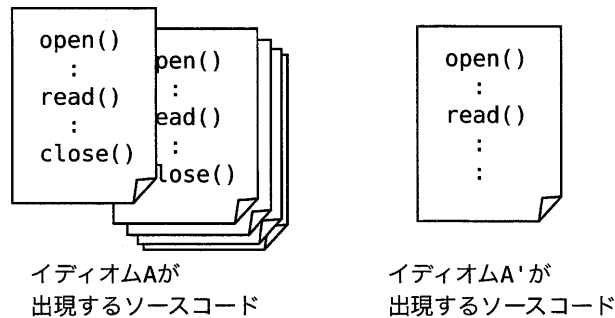 open()
:
read()
:
close()
pen()
:
ead()
:
lose()
イディオムAが
出現するソースコード
open()
:
read()
:
:
イディオムA'が
出現するソースコード